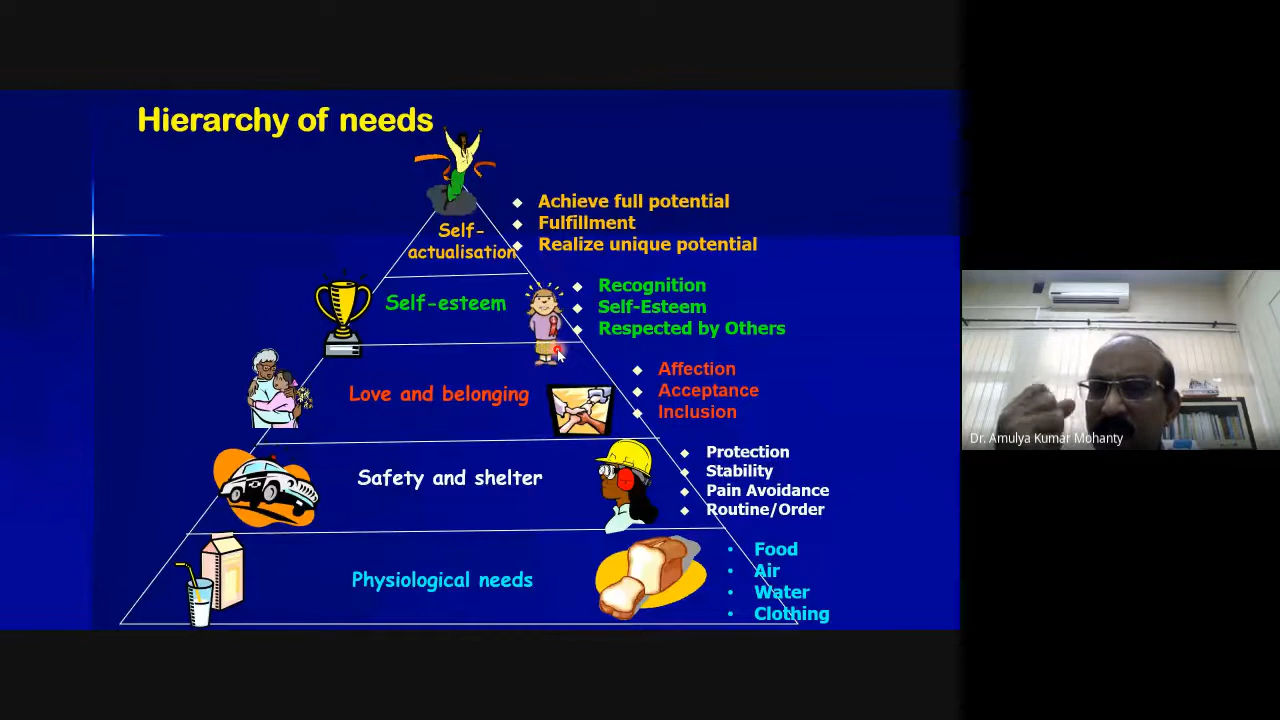 Hierarchy of needs
Self-
actualisation
Achieve full potential
Fulfillment
Realize unique potential
Self-esteem
Recognition
Self-Esteem
Respected by Others
Love and belonging
Affection
Acceptance
Inclusion
Safety and shelter
Protection
Stability
Pain Avoidance
Routine/Order
Physiological needs
Food
Air
Water
Clothing
Dr. Amulya Kumar Mohanty